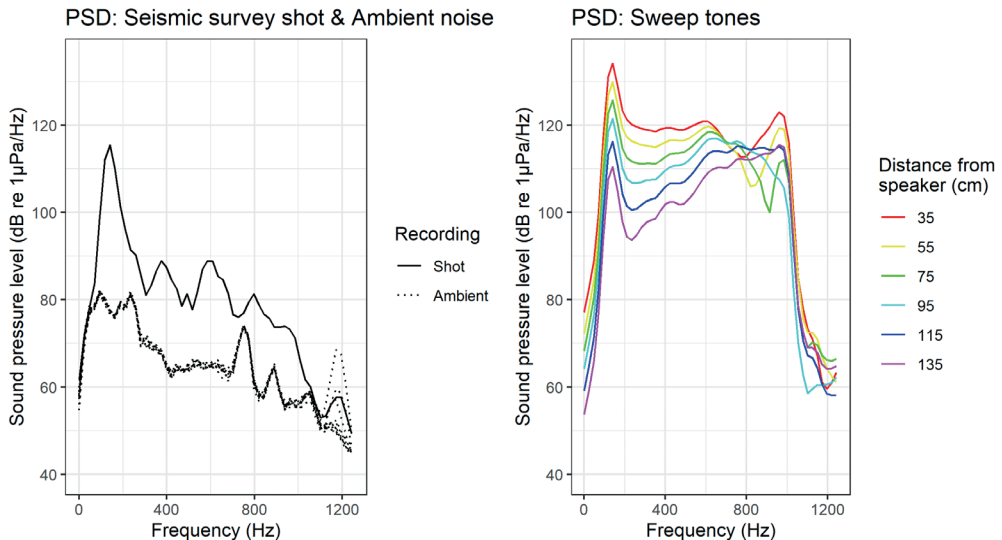 PSD: Seismic survey shot & Ambient noise
Sound pressure level (dB re 1µPa/Hz)
120
100
80
60
40
0
400
800
1200
Frequency (Hz)
Recording
Shot
Ambient
PSD: Sweep tones
Sound pressure level (dB re 1µPa/Hz)
120
100
80
60
40
0
400
800
1200
Frequency (Hz)
Distance from
speaker (cm)
35
55
75
95
115
135